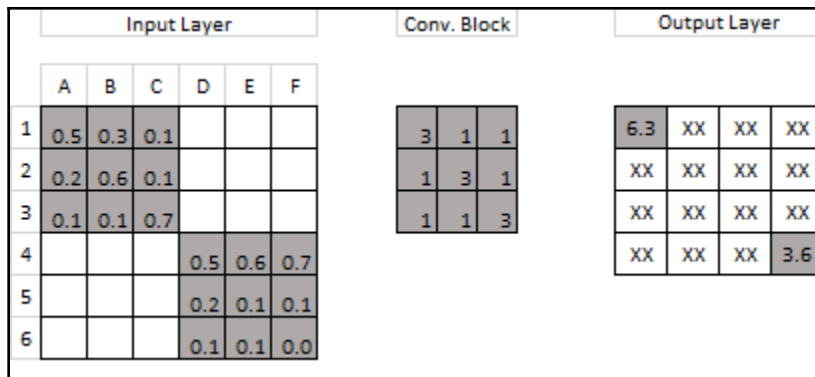 Input Layer Conv. Block Output Layer
A B C D E F
1 0.5 0.3 0.1 3 1 1 6.3 XX XX XX
2 0.2 0.6 0.1 1 3 1 XX XX XX XX
3 0.1 0.1 0.7 1 1 3 XX XX XX XX
4 0.5 0.6 0.7 XX XX XX 3.6
5 0.2 0.1 0.1
6 0.1 0.1 0.0